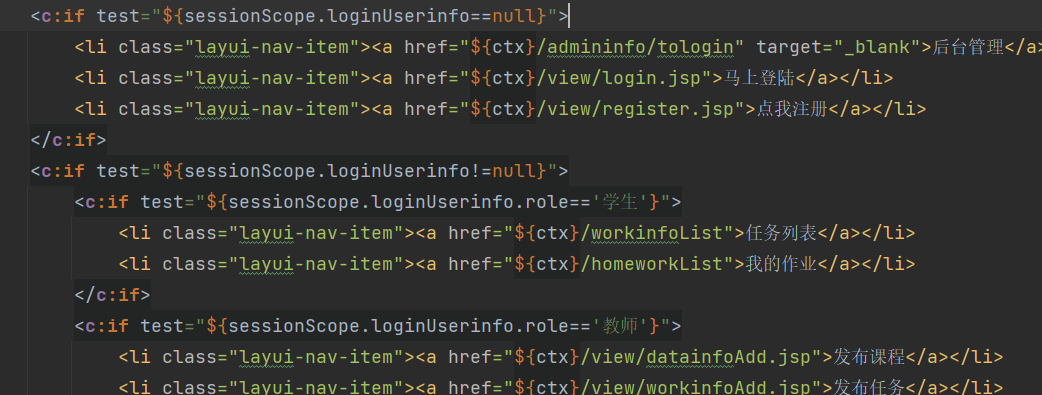 <c:if test="${sessionScope.loginUserinfo==null}">
<li class="layui-nav-item"><a href="${ctx}/admininfo/tologin" target="_blank">后台管理</a>
<li class="layui-nav-item"><a href="${ctx}/view/login.jsp">马上登陆</a></li>
<li class="layui-nav-item"><a href="${ctx}/view/register.jsp">点我注册</a></li>
</c:if>
<c:if test="${sessionScope.loginUserinfo!=null}">
<c:if test="${sessionScope.loginUserinfo.role=='学生'}">
<li class="layui-nav-item"><a href="${ctx}/workinfoList">任务列表</a></li>
<li class="layui-nav-item"><a href="${ctx}/homeworkList">我的作业</a></li>
</c:if>
<c:if test="${sessionScope.loginUserinfo.role=='教师'}">
<li class="layui-nav-item"><a href="${ctx}/view/datainfoAdd.jsp">发布课程</a></li>
<li class="layui-nav-item"><a href="${ctx}/view/workinfoAdd.jsp">发布任务</a></li>